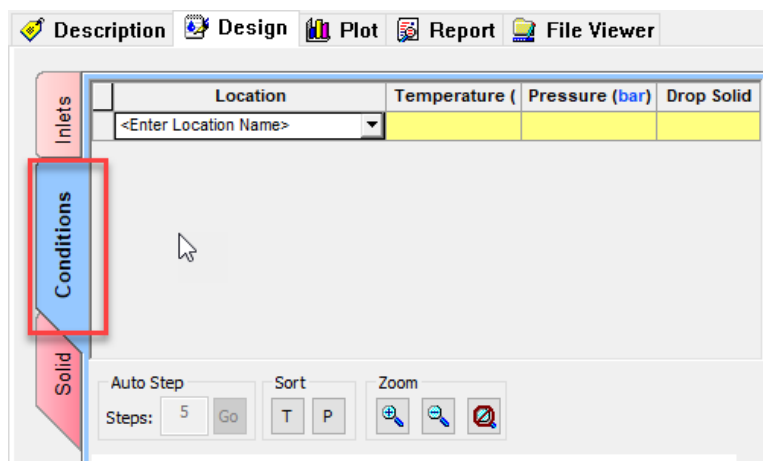 Description Design Plot Report File Viewer
Inlets
Conditions
Solid
Location Temperature ( Pressure (bar) Drop Solid
<Enter Location Name>
Auto Step Sort Zoom
Steps: 5 Go T P